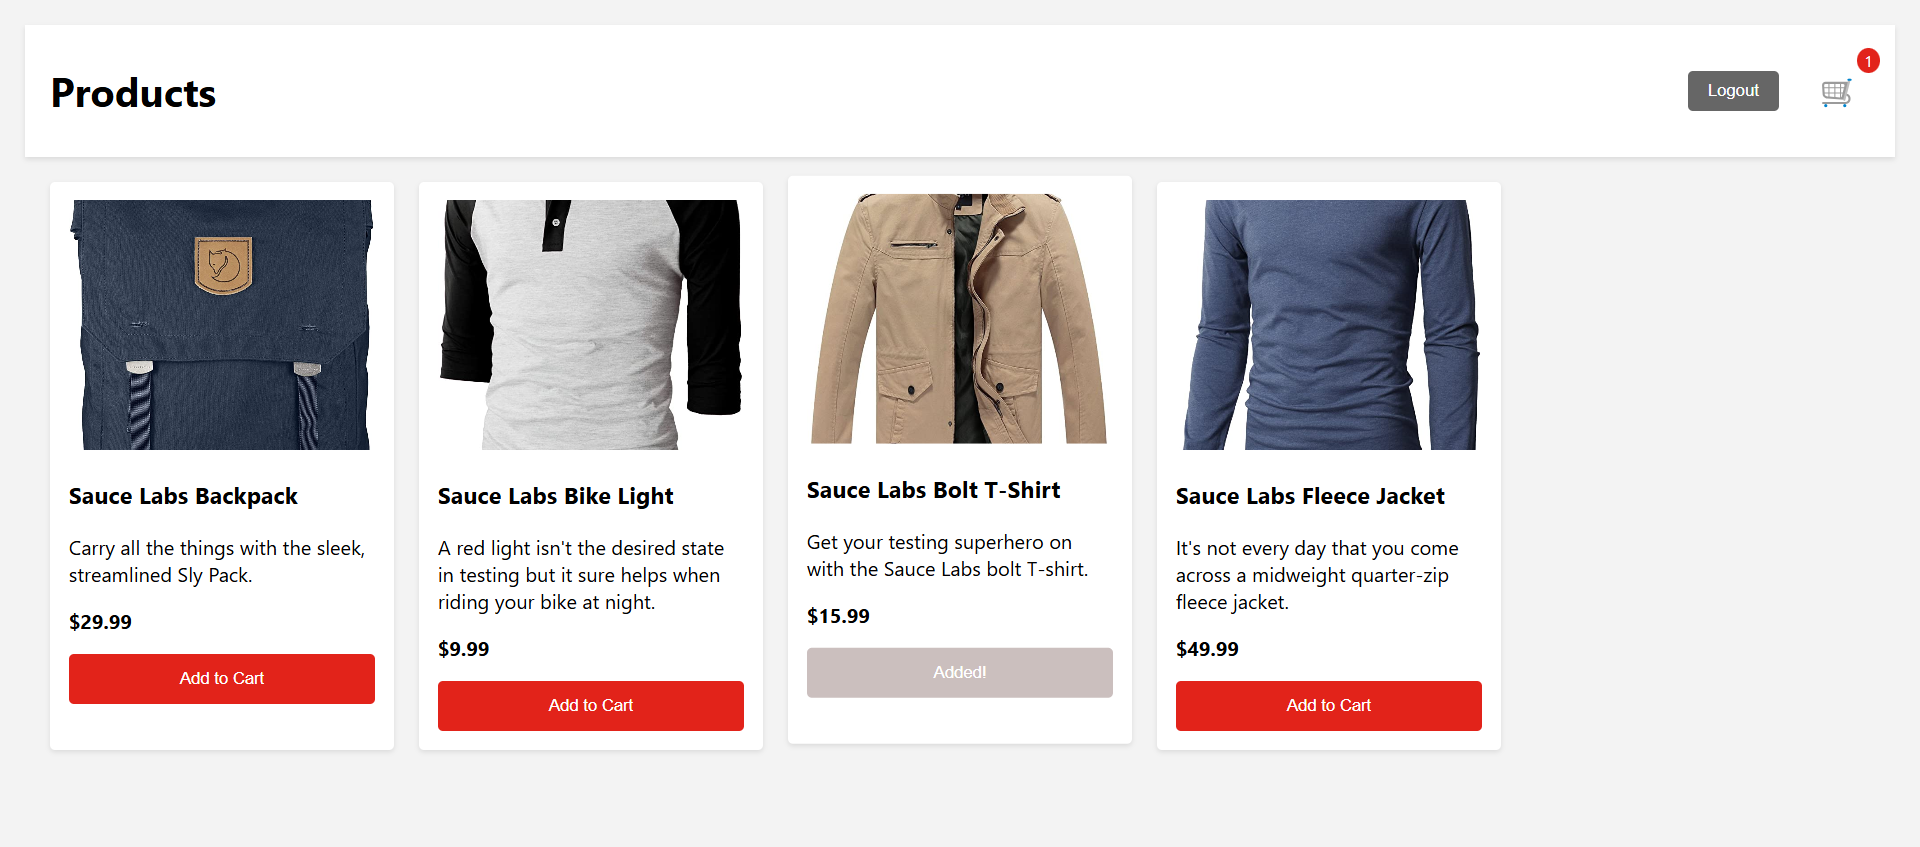 Products
Logout
1
Sauce Labs Backpack
Carry all the things with the sleek,
streamlined Sly Pack.
$29.99
Add to Cart
Sauce Labs Bike Light
A red light isn't the desired state
in testing but it sure helps when
riding your bike at night.
$9.99
Add to Cart
Sauce Labs Bolt T-Shirt
Get your testing superhero on
with the Sauce Labs bolt T-shirt.
$15.99
Added!
Sauce Labs Fleece Jacket
It's not every day that you come
across a midweight quarter-zip
fleece jacket.
$49.99
Add to Cart